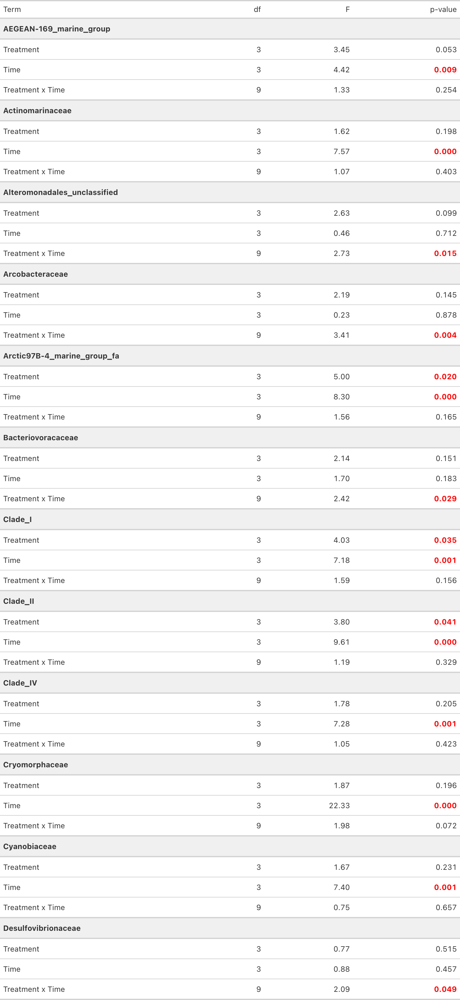 Term df F p-value
AEGEAN-169_marine_group
Treatment 3 3.45 0.053
Time 3 4.42 0.009
Treatment x Time 9 1.33 0.254
Actinomarinaceae
Treatment 3 1.62 0.198
Time 3 7.57 0.000
Treatment x Time 9 1.07 0.403
Alteromonadales_unclassified
Treatment 3 2.63 0.099
Time 3 0.46 0.712
Treatment x Time 9 2.73 0.015
Arcobacteraceae
Treatment 3 2.19 0.145
Time 3 0.23 0.878
Treatment x Time 9 3.41 0.004
Arctic97B-4_marine_group_fa
Treatment 3 5.00 0.020
Time 3 8.30 0.000
Treatment x Time 9 1.56 0.165
Bacteriovoracaceae
Treatment 3 2.14 0.151
Time 3 1.70 0.183
Treatment x Time 9 2.42 0.029
Clade_I
Treatment 3 4.03 0.035
Time 3 7.18 0.001
Treatment x Time 9 1.59 0.156
Clade_II
Treatment 3 3.80 0.041
Time 3 9.61 0.000
Treatment x Time 9 1.19 0.329
Clade_IV
Treatment 3 1.78 0.205
Time 3 7.28 0.001
Treatment x Time 9 1.05 0.423
Cryomorphaceae
Treatment 3 1.87 0.196
Time 3 22.33 0.000
Treatment x Time 9 1.98 0.072
Cyanobiaceae
Treatment 3 1.67 0.231
Time 3 7.40 0.001
Treatment x Time 9 0.75 0.657
Desulfovibrionaceae
Treatment 3 0.77 0.515
Time 3 0.88 0.457
Treatment x Time 9 2.09 0.049